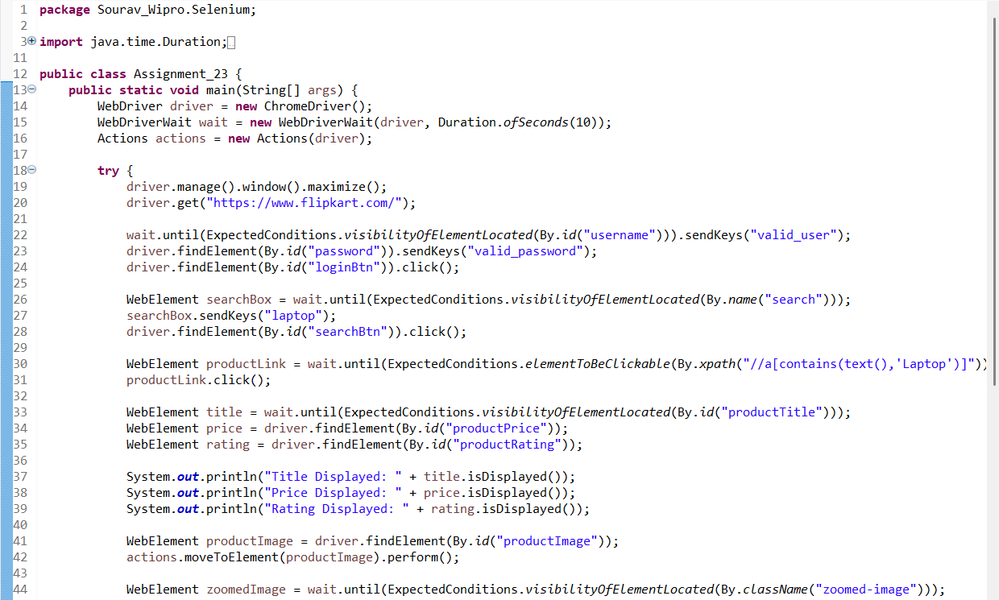 1 package Sourav_Wipro.Selenium;
2
3 import java.time.Duration;
11
12 public class Assignment_23 {
13 public static void main(String[] args) {
14 WebDriver driver = new ChromeDriver();
15 WebDriverWait wait = new WebDriverWait(driver, Duration.ofSeconds(10));
16 Actions actions = new Actions(driver);
17
18 try {
19 driver.manage().window().maximize();
20 driver.get("https://www.flipkart.com/");
21
22 wait.until(ExpectedConditions.visibilityOfElementLocated(By.id("username"))).sendKeys("valid_user");
23 driver.findElement(By.id("password")).sendKeys("valid_password");
24 driver.findElement(By.id("loginBtn")).click();
25
26 WebElement searchBox = wait.until(ExpectedConditions.visibilityOfElementLocated(By.name("search")));
27 searchBox.sendKeys("laptop");
28 driver.findElement(By.id("searchBtn")).click();
29
30 WebElement productLink = wait.until(ExpectedConditions.elementToBeClickable(By.xpath("//a[contains(text(),'Laptop')]"))
31 productLink.click();
32
33 WebElement title = wait.until(ExpectedConditions.visibilityOfElementLocated(By.id("productTitle")));
34 WebElement price = driver.findElement(By.id("productPrice"));
35 WebElement rating = driver.findElement(By.id("productRating"));
36
37 System.out.println("Title Displayed: " + title.isDisplayed());
38 System.out.println("Price Displayed: " + price.isDisplayed());
39 System.out.println("Rating Displayed: " + rating.isDisplayed());
40
41 WebElement productImage = driver.findElement(By.id("productImage"));
42 actions.moveToElement(productImage).perform();
43
44 WebElement zoomedImage = wait.until(ExpectedConditions.visibilityOfElementLocated(By.className("zoomed-image")));